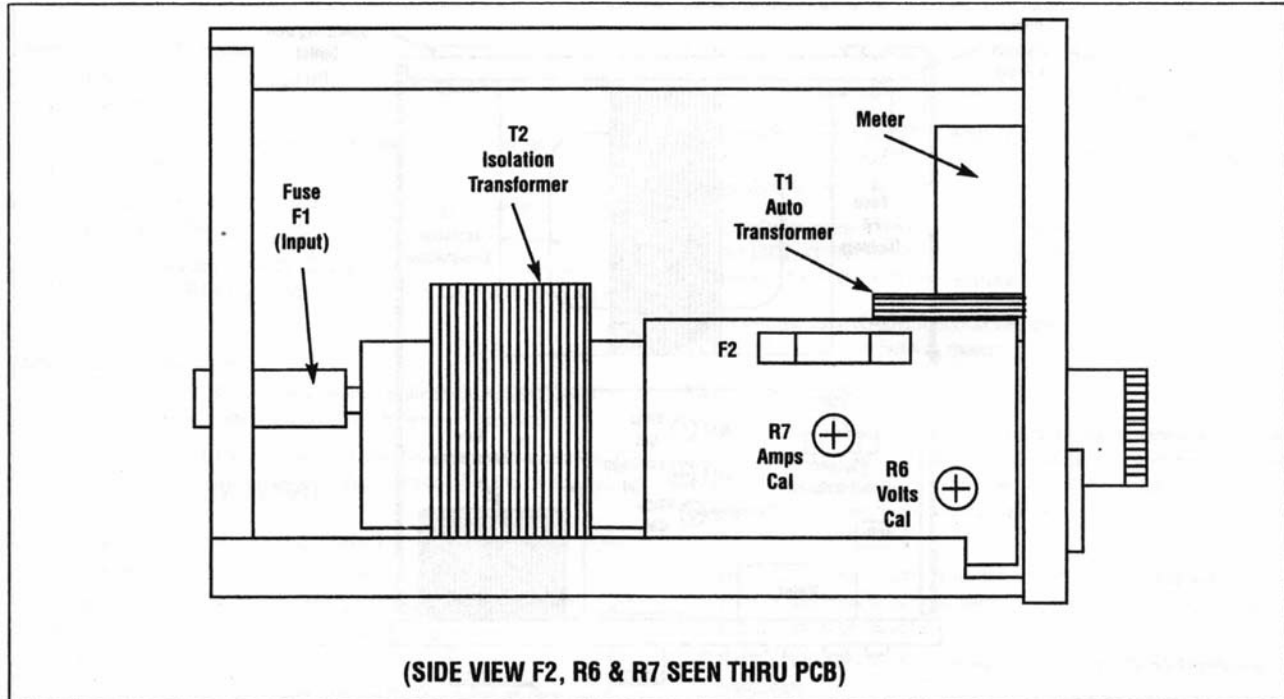 Meter
T2
Isolation
Transformer
T1
Auto
Transformer
Fuse
F1
(Input)
F2
R7
Amps
Cal
R6
Volts
Cal
(SIDE VIEW F2, R6 & R7 SEEN THRU PCB)